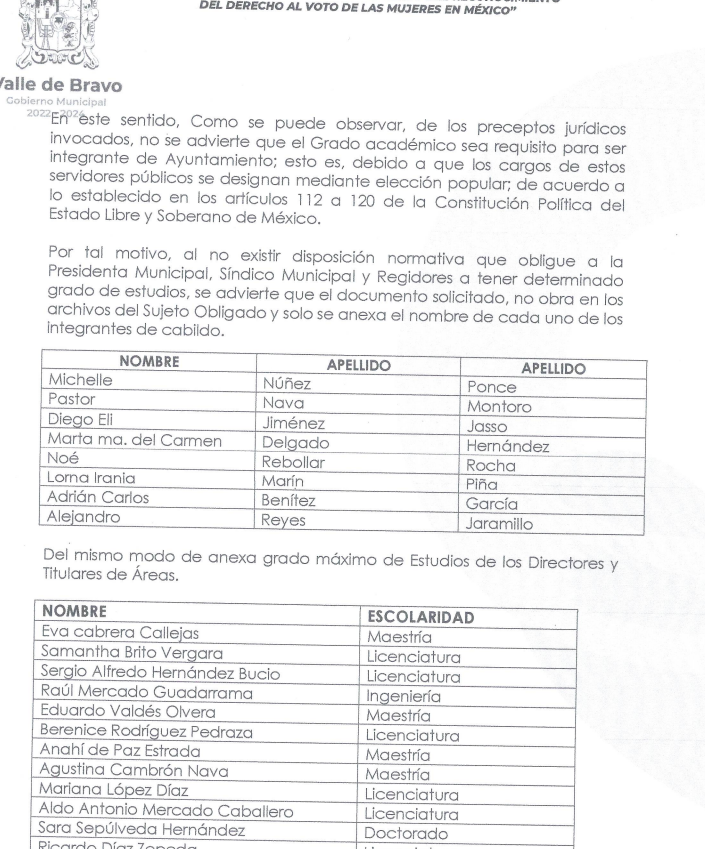 DEL DERECHO AL VOTO DE LAS MUJERES EN MÉXICO"
Valle de Bravo
Gobierno Municipal
2022-2024
En este sentido, Como se puede observar, de los preceptos jurídicos
invocados, no se advierte que el Grado académico sea requisito para ser
integrante de Ayuntamiento; esto es, debido a que los cargos de estos
servidores públicos se designan mediante elección popular; de acuerdo a
lo establecido en los artículos 112 a 120 de la Constitución Política del
Estado Libre y Soberano de México.
Por tal motivo, al no existir disposición normativa que obligue a la
Presidenta Municipal, Síndico Municipal y Regidores a tener determinado
grado de estudios, se advierte que el documento solicitado, no obra en los
archivos del Sujeto Obligado y solo se anexa el nombre de cada uno de los
integrantes de cabildo.
NOMBRE APELLIDO APELLIDO
Michelle Núñez Ponce
Pastor Nava Montoro
Diego Eli Jiménez Jasso
Marta ma. del Carmen Delgado Hernández
Noé Rebollar Rocha
Lorna Irania Marín Piña
Adrián Carlos Benítez García
Alejandro Reyes Jaramillo
Del mismo modo de anexa grado máximo de Estudios de los Directores y
Titulares de Áreas.
NOMBRE ESCOLARIDAD
Eva cabrera Callejas Maestría
Samantha Brito Vergara Licenciatura
Sergio Alfredo Hernández Bucio Licenciatura
Raúl Mercado Guadarrama Ingeniería
Eduardo Valdés Olvera Maestría
Berenice Rodríguez Pedraza Licenciatura
Anahí de Paz Estrada Maestría
Agustina Cambrón Nava Maestría
Mariana López Díaz Licenciatura
Aldo Antonio Mercado Caballero Licenciatura
Sara Sepúlveda Hernández Doctorado
Ricardo Díaz Zepeda